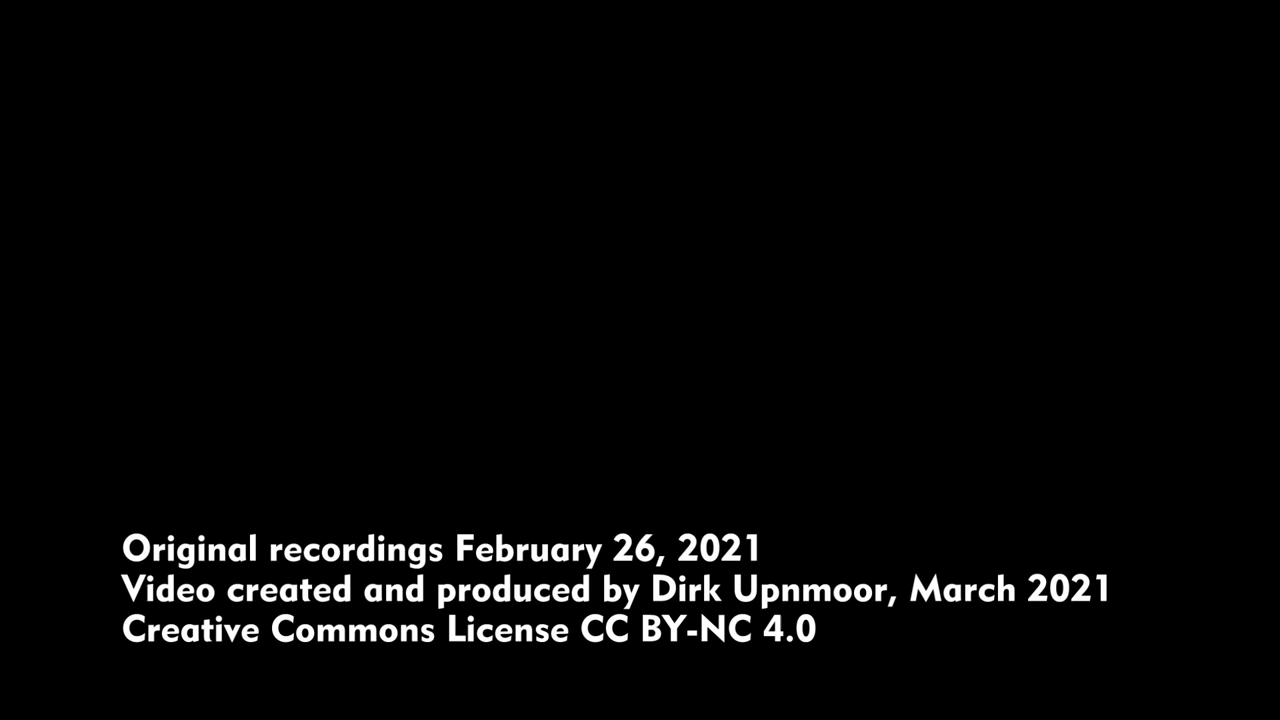 Original recordings February 26, 2021
Video created and produced by Dirk Upnmoor, March 2021
Creative Commons License CC BY-NC 4.0